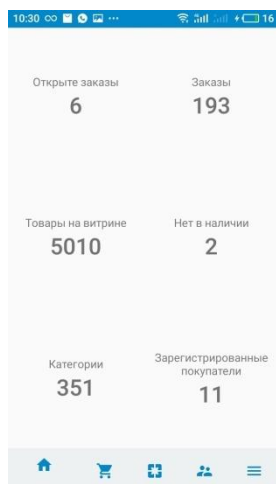 10:30 16
Открыте заказы
6
Заказы
193
Товары на витрине
5010
Нет в наличии
2
Категории
351
Зарегистрированные
покупатели
11